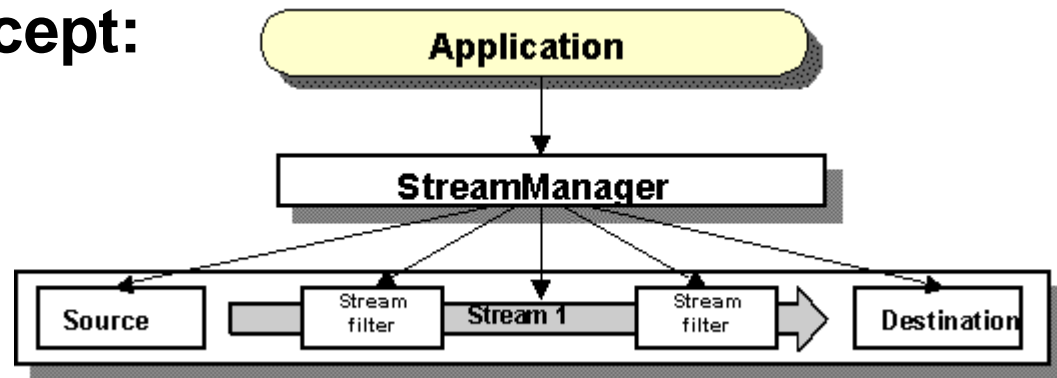 cept:
Application
StreamManager
Source
Stream
filter
Stream 1
Stream
filter
Destination